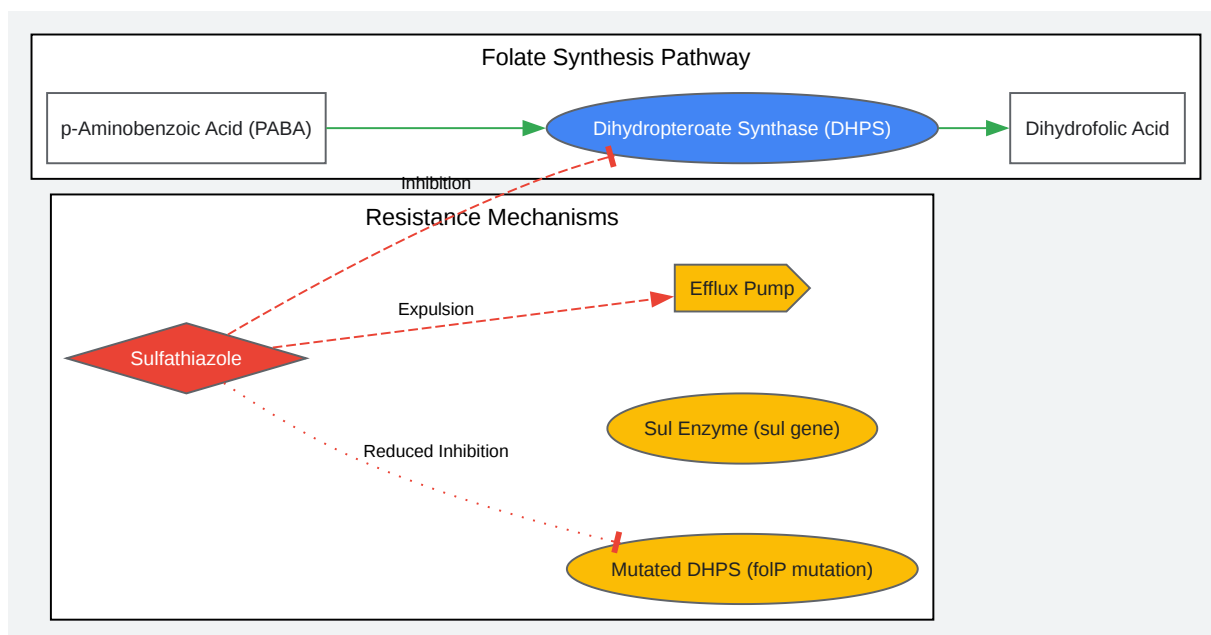 Folate Synthesis Pathway
p-Aminobenzoic Acid (PABA)
Dihydropteroate Synthase (DHPS)
Dihydrofolic Acid
Inhibition
Resistance Mechanisms
Efflux Pump
Expulsion
Sulfathiazole
Sul Enzyme (sul gene)
Reduced Inhibition
Mutated DHPS (folP mutation)